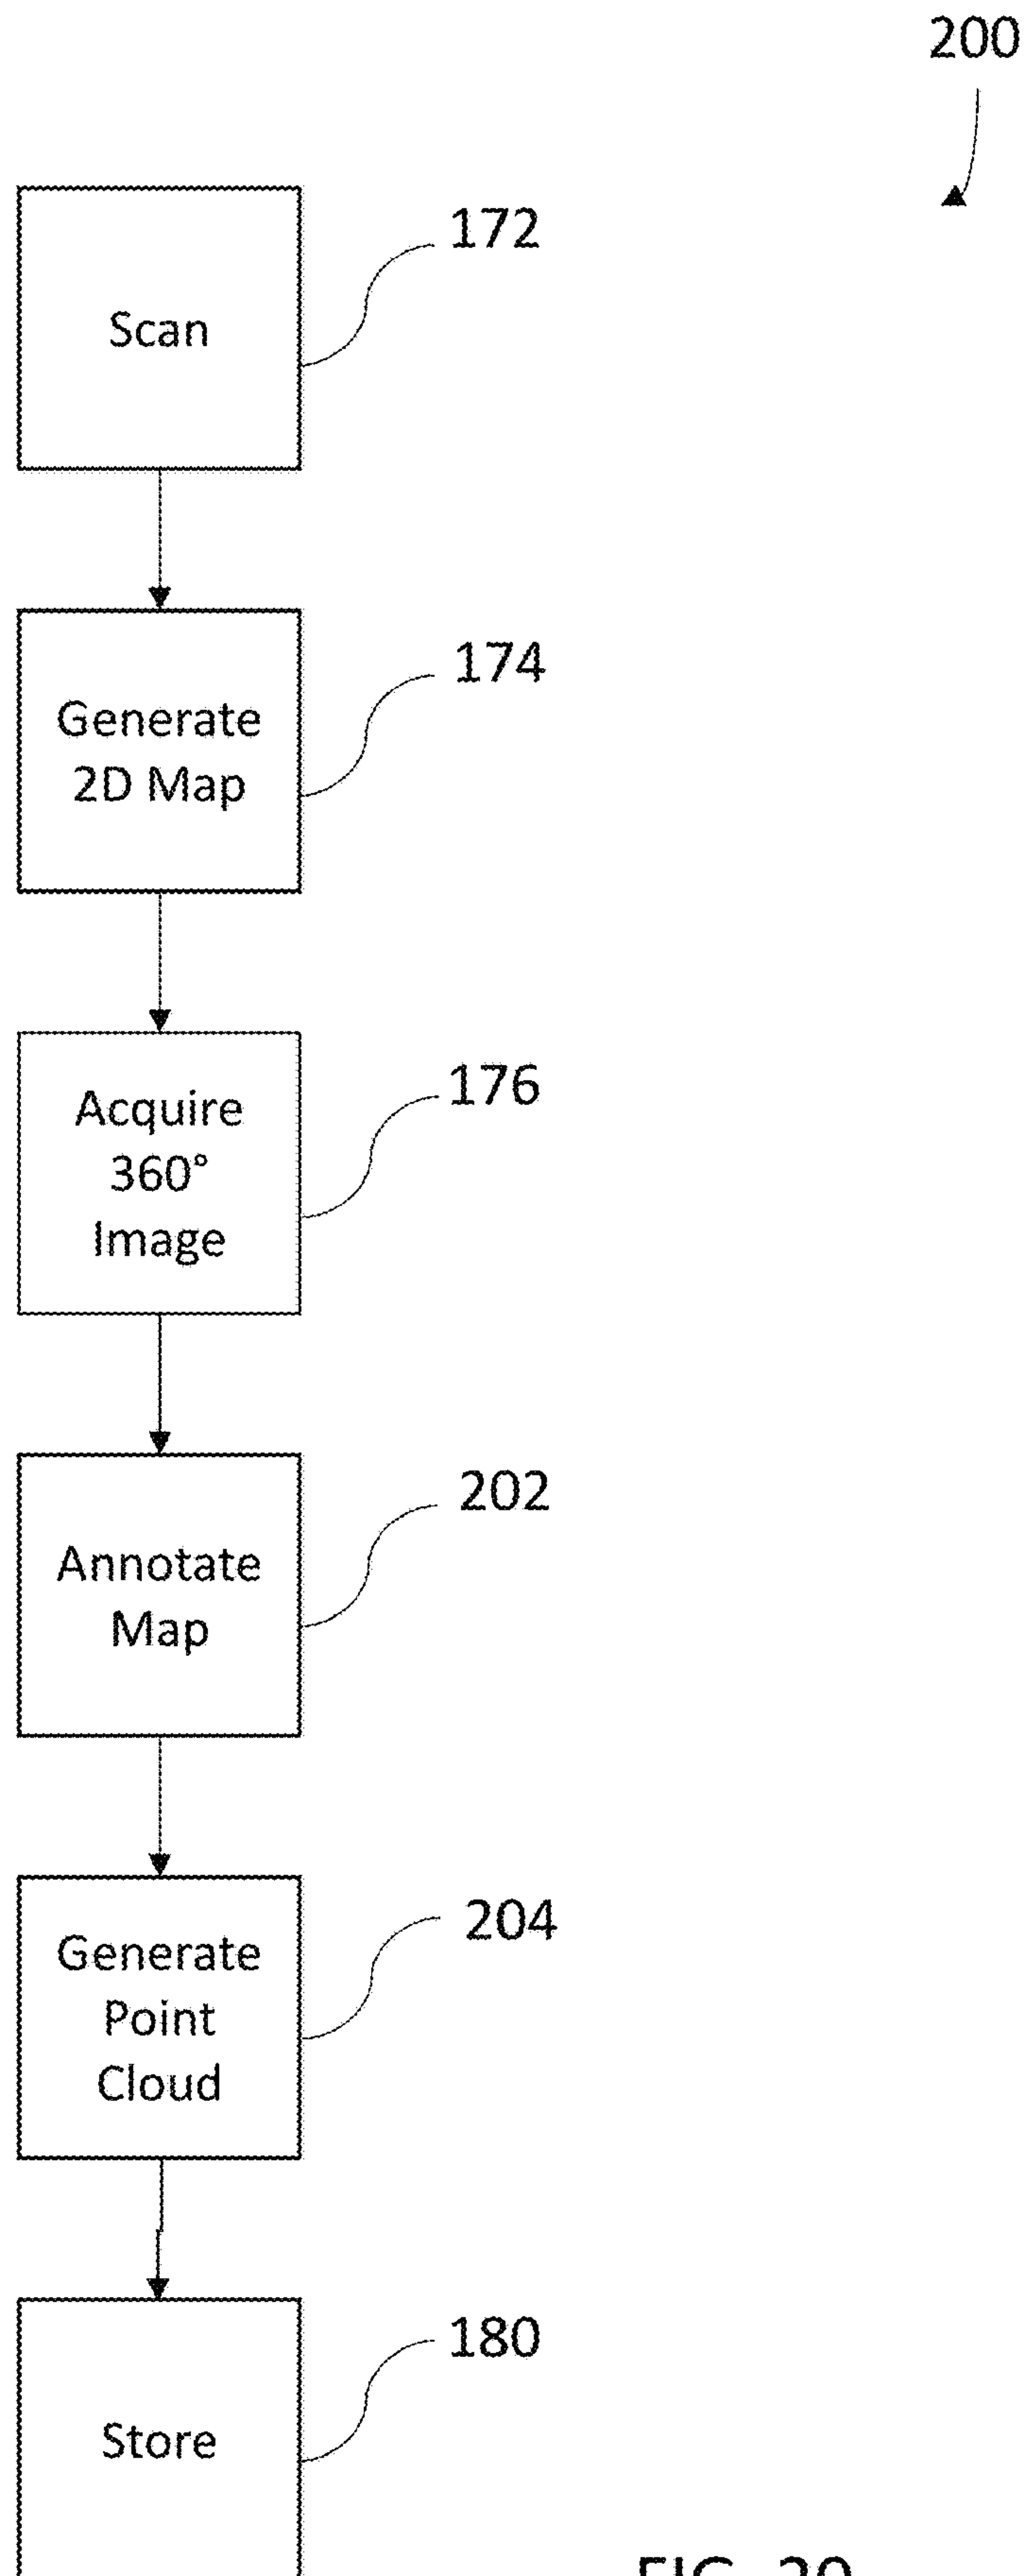 200
Scan
172
Generate
2D Map
174
Acquire
360°
Image
176
Annotate
Map
202
Generate
Point
Cloud
204
Store
180